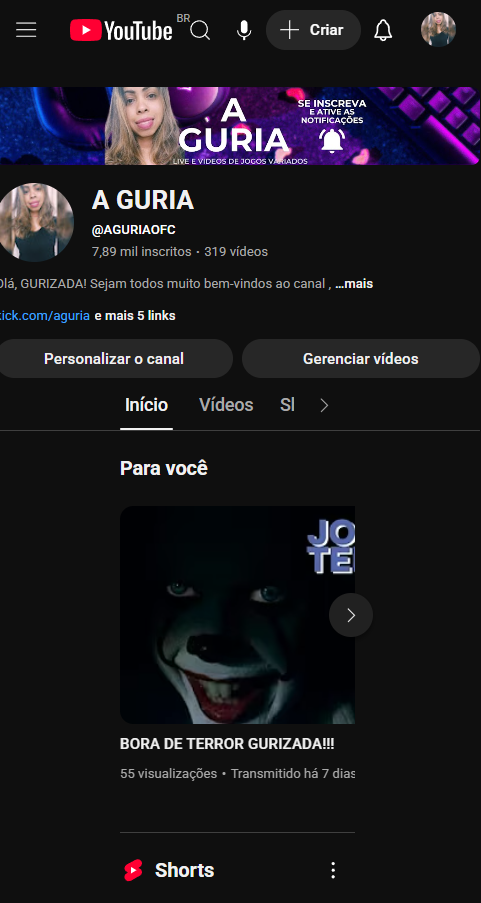 YouTube BR
Criar
A
GURIA
LIVE E VÍDEOS DE JOGOS VARIADOS
SE INSCREVA
E ATIVE AS
NOTIFICAÇÕES
A GURIA
@AGURIAOFC
7,89 mil inscritos • 319 vídeos
Olá, GURIZADA! Sejam todos muito bem-vindos ao canal , ...mais
kick.com/aguria e mais 5 links
Personalizar o canal
Gerenciar vídeos
Início
Vídeos
Sl
Para você
JO
TE
BORA DE TERROR GURIZADA!!!
55 visualizações • Transmitido há 7 dias
Shorts